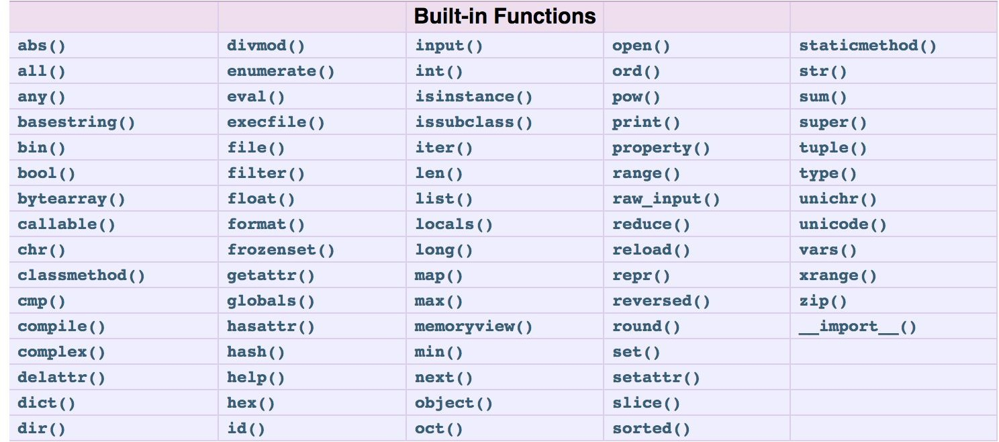 Built-in Functions
abs() divmod() input() open() staticmethod()
all() enumerate() int() ord() str()
any() eval() isinstance() pow() sum()
basestring() execfile() issubclass() print() super()
bin() file() iter() property() tuple()
bool() filter() len() range() type()
bytearray() float() list() raw_input() unichr()
callable() format() locals() reduce() unicode()
chr() frozenset() long() reload() vars()
classmethod() getattr() map() repr() xrange()
cmp() globals() max() reversed() zip()
compile() hasattr() memoryview() round() __import__()
complex() hash() min() set()
delattr() help() next() setattr()
dict() hex() object() slice()
dir() id() oct() sorted()